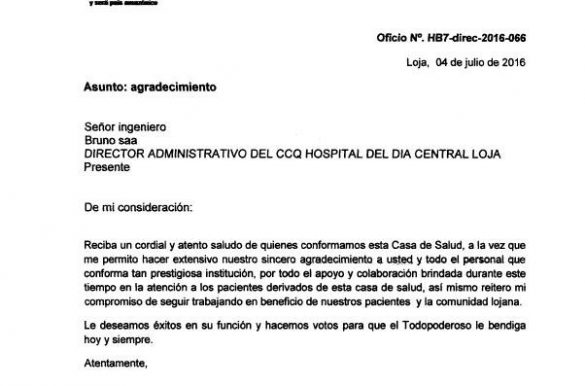 y será país amazónico
Oficio Nº. HB7-direc-2016-066
Loja, 04 de julio de 2016
Asunto: agradecimiento
Señor ingeniero
Bruno saa
DIRECTOR ADMINISTRATIVO DEL CCQ HOSPITAL DEL DIA CENTRAL LOJA
Presente
De mi consideración:
Reciba un cordial y atento saludo de quienes conformamos esta Casa de Salud, a la vez que
me permito hacer extensivo nuestro sincero agradecimiento a usted y todo el personal que
conforma tan prestigiosa institución, por todo el apoyo y colaboración brindada durante este
tiempo en la atención a los pacientes derivados de esta casa de salud, así mismo reitero mi
compromiso de seguir trabajando en beneficio de nuestros pacientes y la comunidad lojana.
Le deseamos éxitos en su función y hacemos votos para que el Todopoderoso le bendiga
hoy y siempre.
Atentamente,